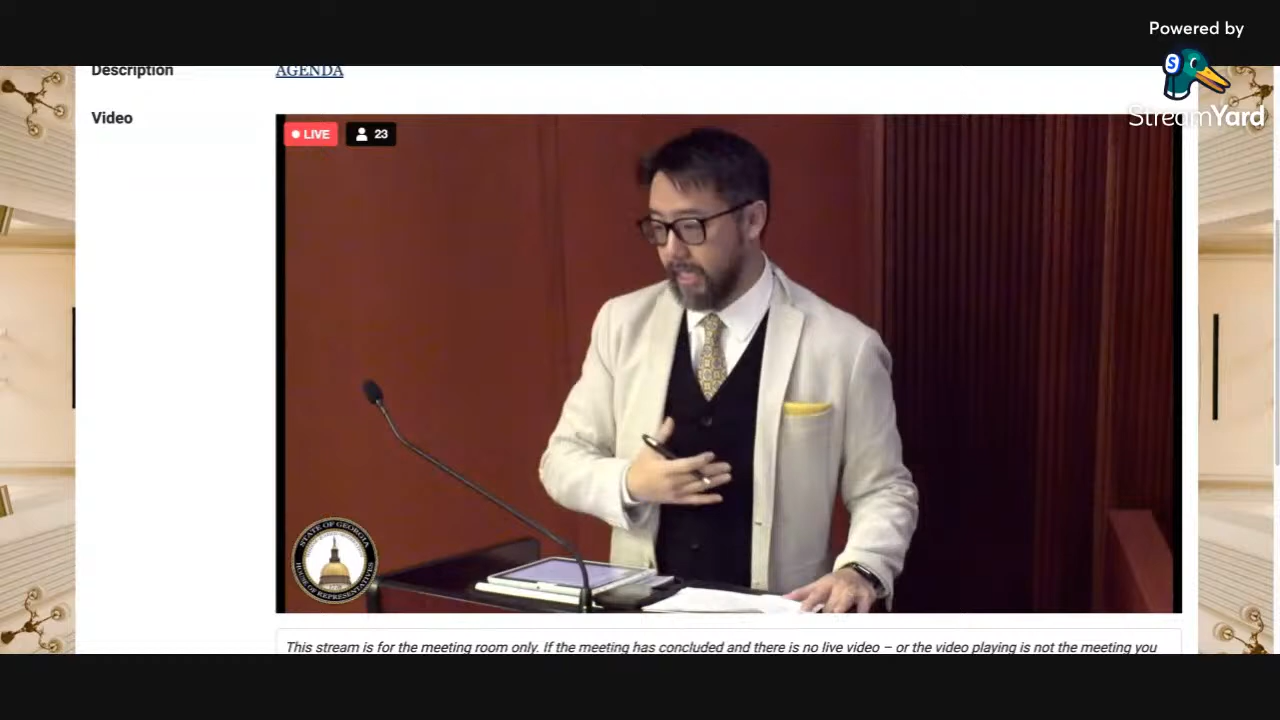 Powered by
StreamYard
Description
AGENDA
Video
LIVE
23
STATE OF GEORGIA
HOUSE OF REPRESENTATIVES
This stream is for the meeting room only. If the meeting has concluded and there is no live video – or the video playing is not the meeting you